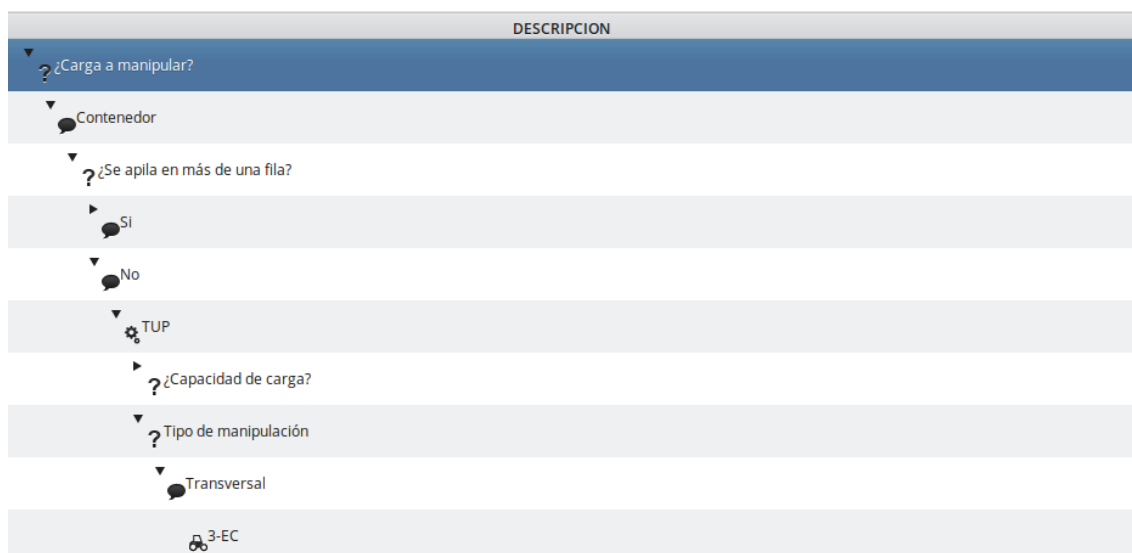 DESCRIPCION
¿Carga a manipular?
Contenedor
¿Se apila en más de una fila?
Si
No
TUP
¿Capacidad de carga?
Tipo de manipulación
Transversal
3-EC